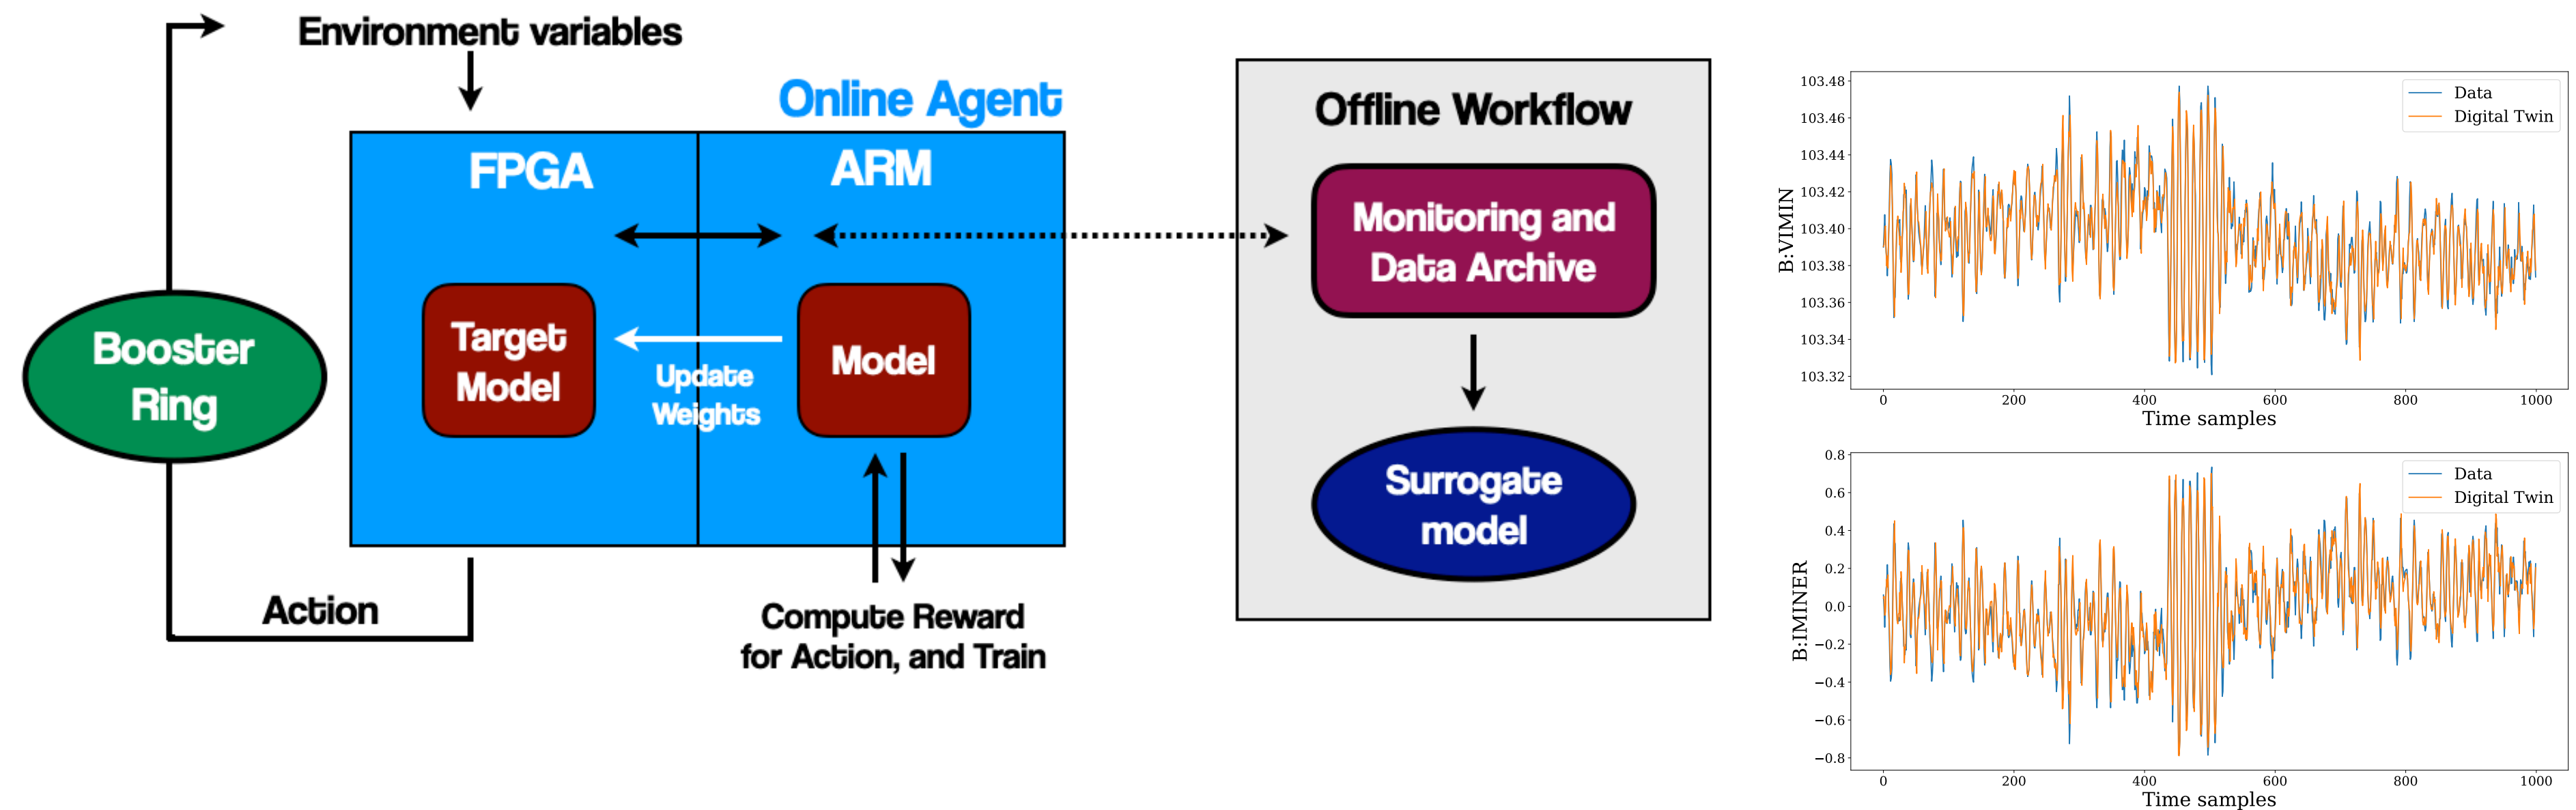 Environment variables
Online Agent
FPGA
ARM
Target
Model
Update
Weights
Model
Booster
Ring
Action
Compute Reward
for Action, and Train
Offline Workflow
Monitoring and
Data Archive
Surrogate
model
103.48
103.46
103.44
103.42
103.40
103.38
103.36
103.34
103.32
B:VIMIN
Data
Digital Twin
0
200
400
600
800
1000
Time samples
0.8
0.6
0.4
0.2
0.0
−0.2
−0.4
−0.6
−0.8
B:IMINER
Data
Digital Twin
0
200
400
600
800
1000
Time samples